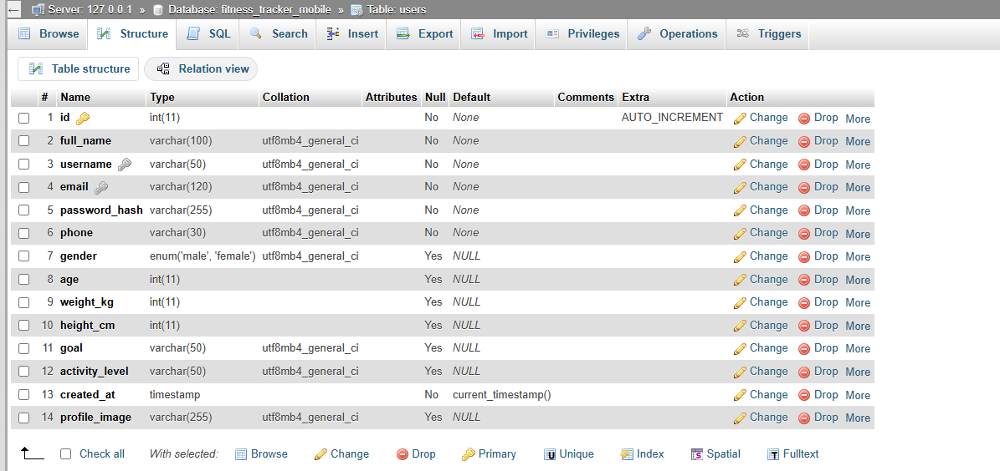 Server: 127.0.0.1 » Database: fitness_tracker_mobile » Table: users
Browse Structure SQL Search Insert Export Import Privileges Operations Triggers
Table structure Relation view
# Name Type Collation Attributes Null Default Comments Extra Action
1 id int(11) No None AUTO_INCREMENT Change Drop More
2 full_name varchar(100) utf8mb4_general_ci No None Change Drop More
3 username varchar(50) utf8mb4_general_ci No None Change Drop More
4 email varchar(120) utf8mb4_general_ci No None Change Drop More
5 password_hash varchar(255) utf8mb4_general_ci No None Change Drop More
6 phone varchar(30) utf8mb4_general_ci No None Change Drop More
7 gender enum('male', 'female') utf8mb4_general_ci Yes NULL Change Drop More
8 age int(11) Yes NULL Change Drop More
9 weight_kg int(11) Yes NULL Change Drop More
10 height_cm int(11) Yes NULL Change Drop More
11 goal varchar(50) utf8mb4_general_ci Yes NULL Change Drop More
12 activity_level varchar(50) utf8mb4_general_ci Yes NULL Change Drop More
13 created_at timestamp No current_timestamp() Change Drop More
14 profile_image varchar(255) utf8mb4_general_ci Yes NULL Change Drop More
Check all With selected: Browse Change Drop Primary Unique Index Spatial Fulltext